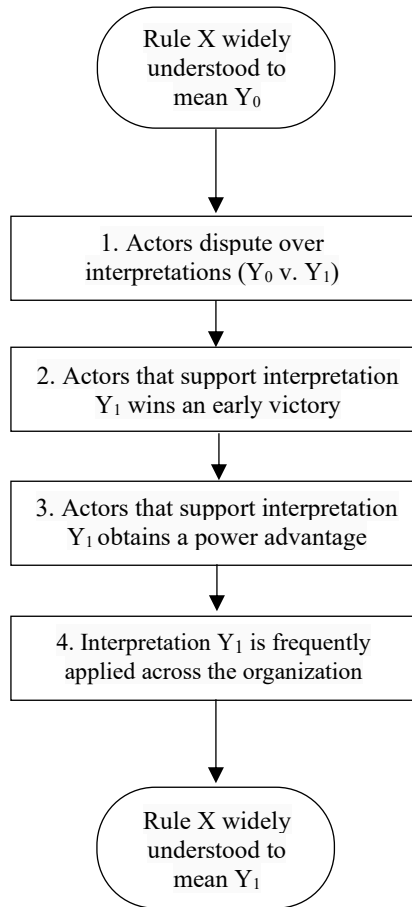 Rule X widely
understood to
mean Y₀
1. Actors dispute over
interpretations (Y₀ v. Y₁)
2. Actors that support interpretation
Y₁ wins an early victory
3. Actors that support interpretation
Y₁ obtains a power advantage
4. Interpretation Y₁ is frequently
applied across the organization
Rule X widely
understood to
mean Y₁